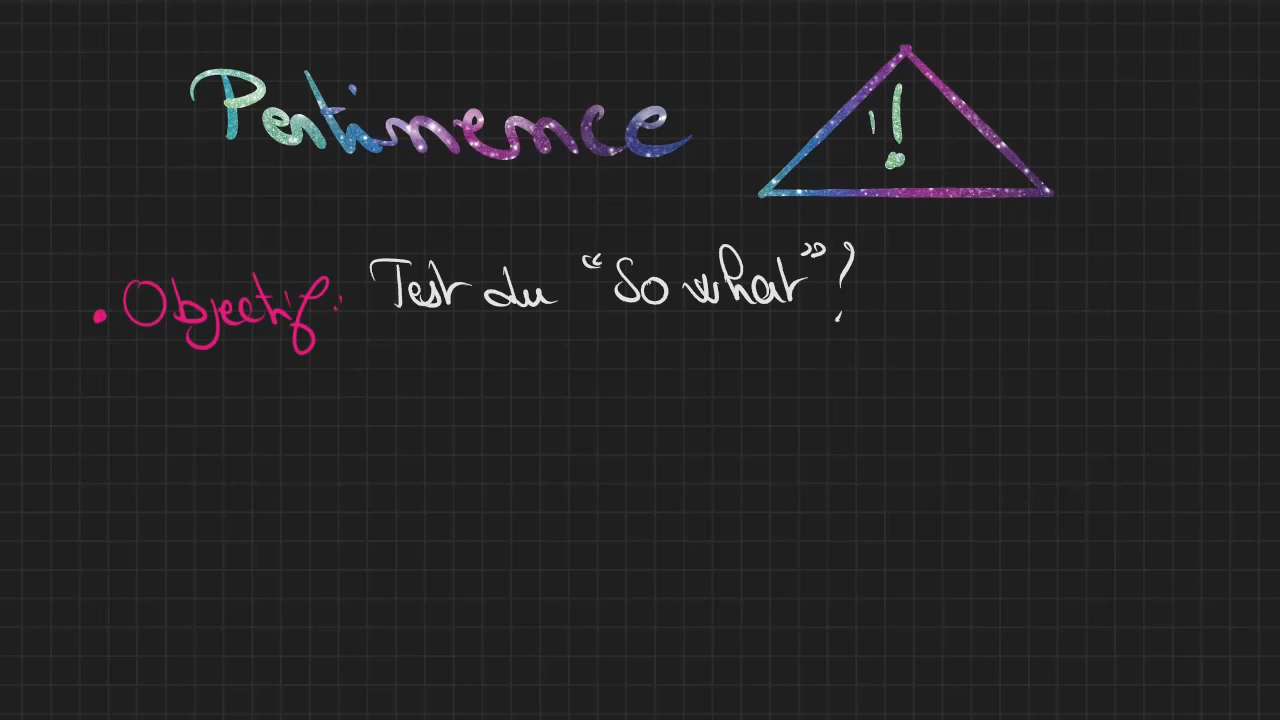 Pertinence !
• Objectif : Test du “So what” ?